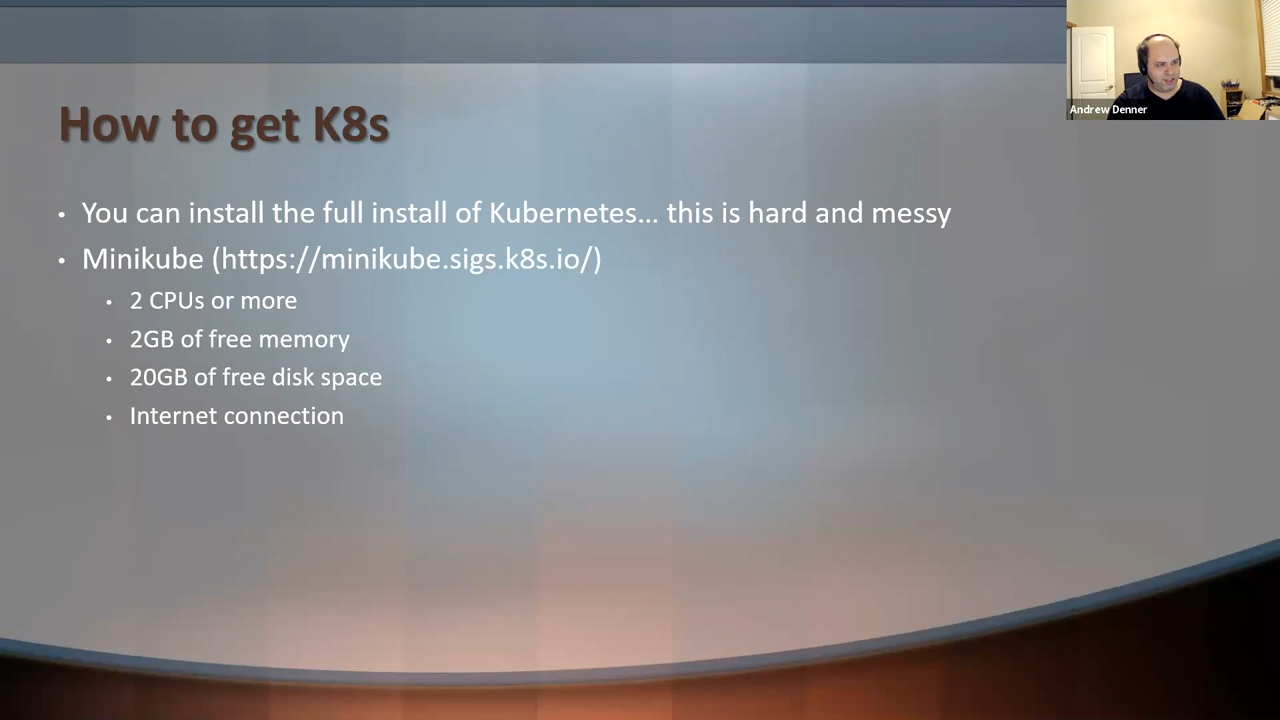 How to get K8s
• You can install the full install of Kubernetes... this is hard and messy
• Minikube (https://minikube.sigs.k8s.io/)
• 2 CPUs or more
• 2GB of free memory
• 20GB of free disk space
• Internet connection
Andrew Denner